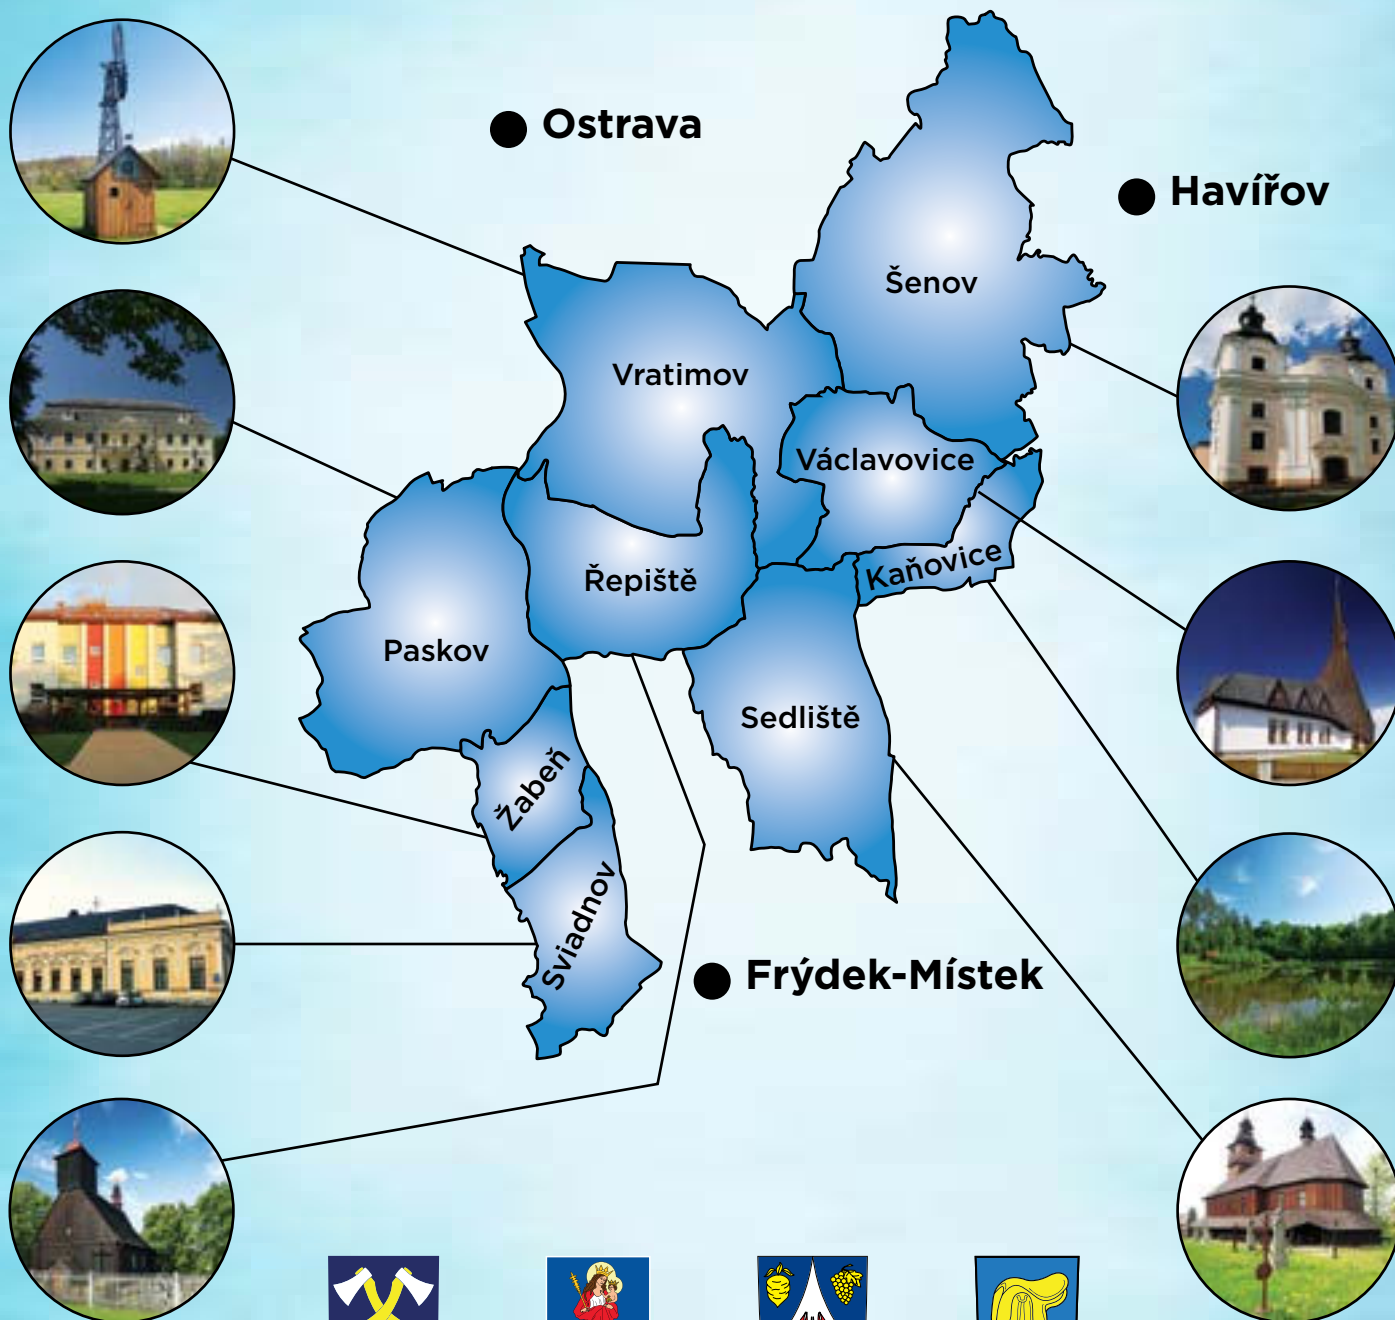 Ostrava
Havířov
Šenov
Vratimov
Václavovice
Kaňovice
Řepiště
Paskov
Sedliště
Žabeň
Sviadnov
Frýdek-Místek